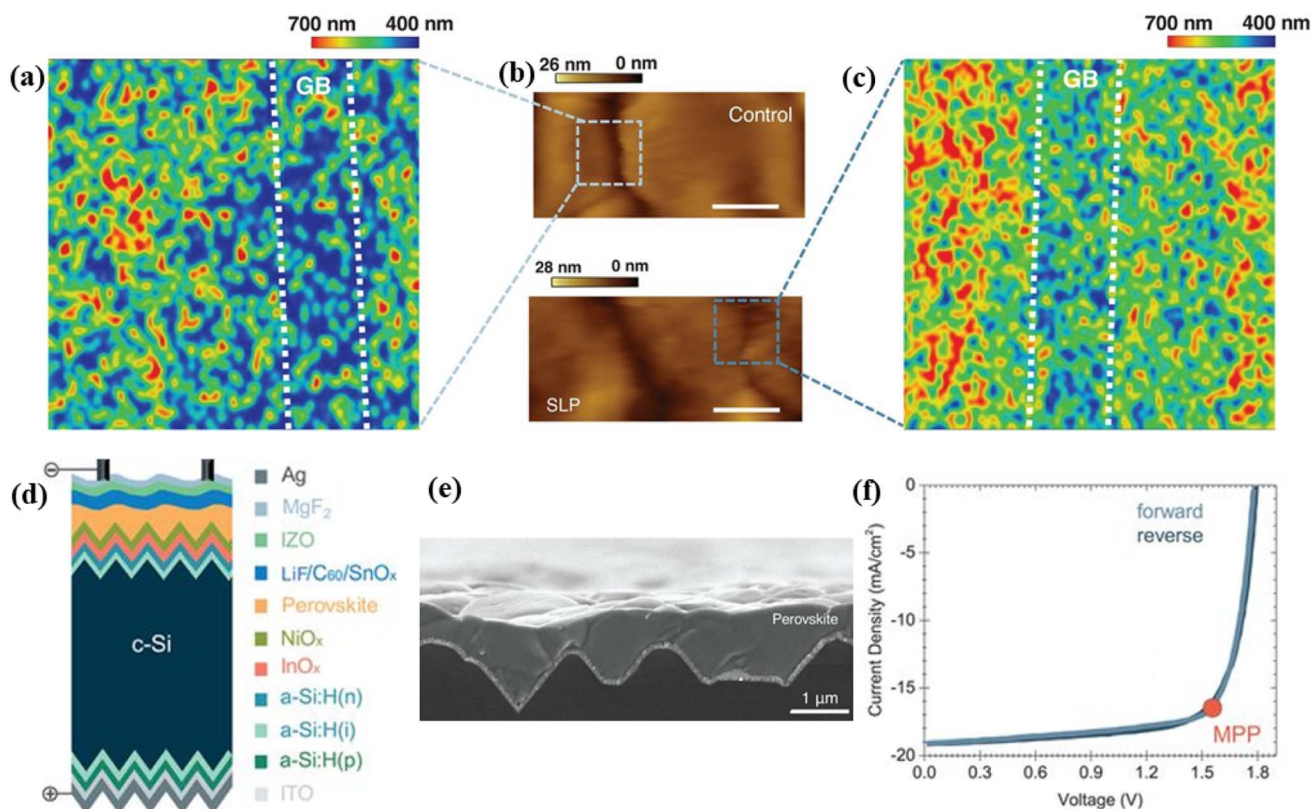 700 nm 400 nm
(a)
GB
(b)
26 nm 0 nm
Control
28 nm 0 nm
SLP
700 nm 400 nm
(c)
GB
(d)
⊖
c-Si
⊕
Ag
MgF₂
IZO
LiF/C₆₀/SnOₓ
Perovskite
NiOₓ
InOₓ
a-Si:H(n)
a-Si:H(i)
a-Si:H(p)
ITO
(e)
Perovskite
1 μm
(f)
0
-5
-10
-15
-20
Current Density (mA/cm²)
forward
reverse
MPP
0.0 0.3 0.6 0.9 1.2 1.5 1.8
Voltage (V)